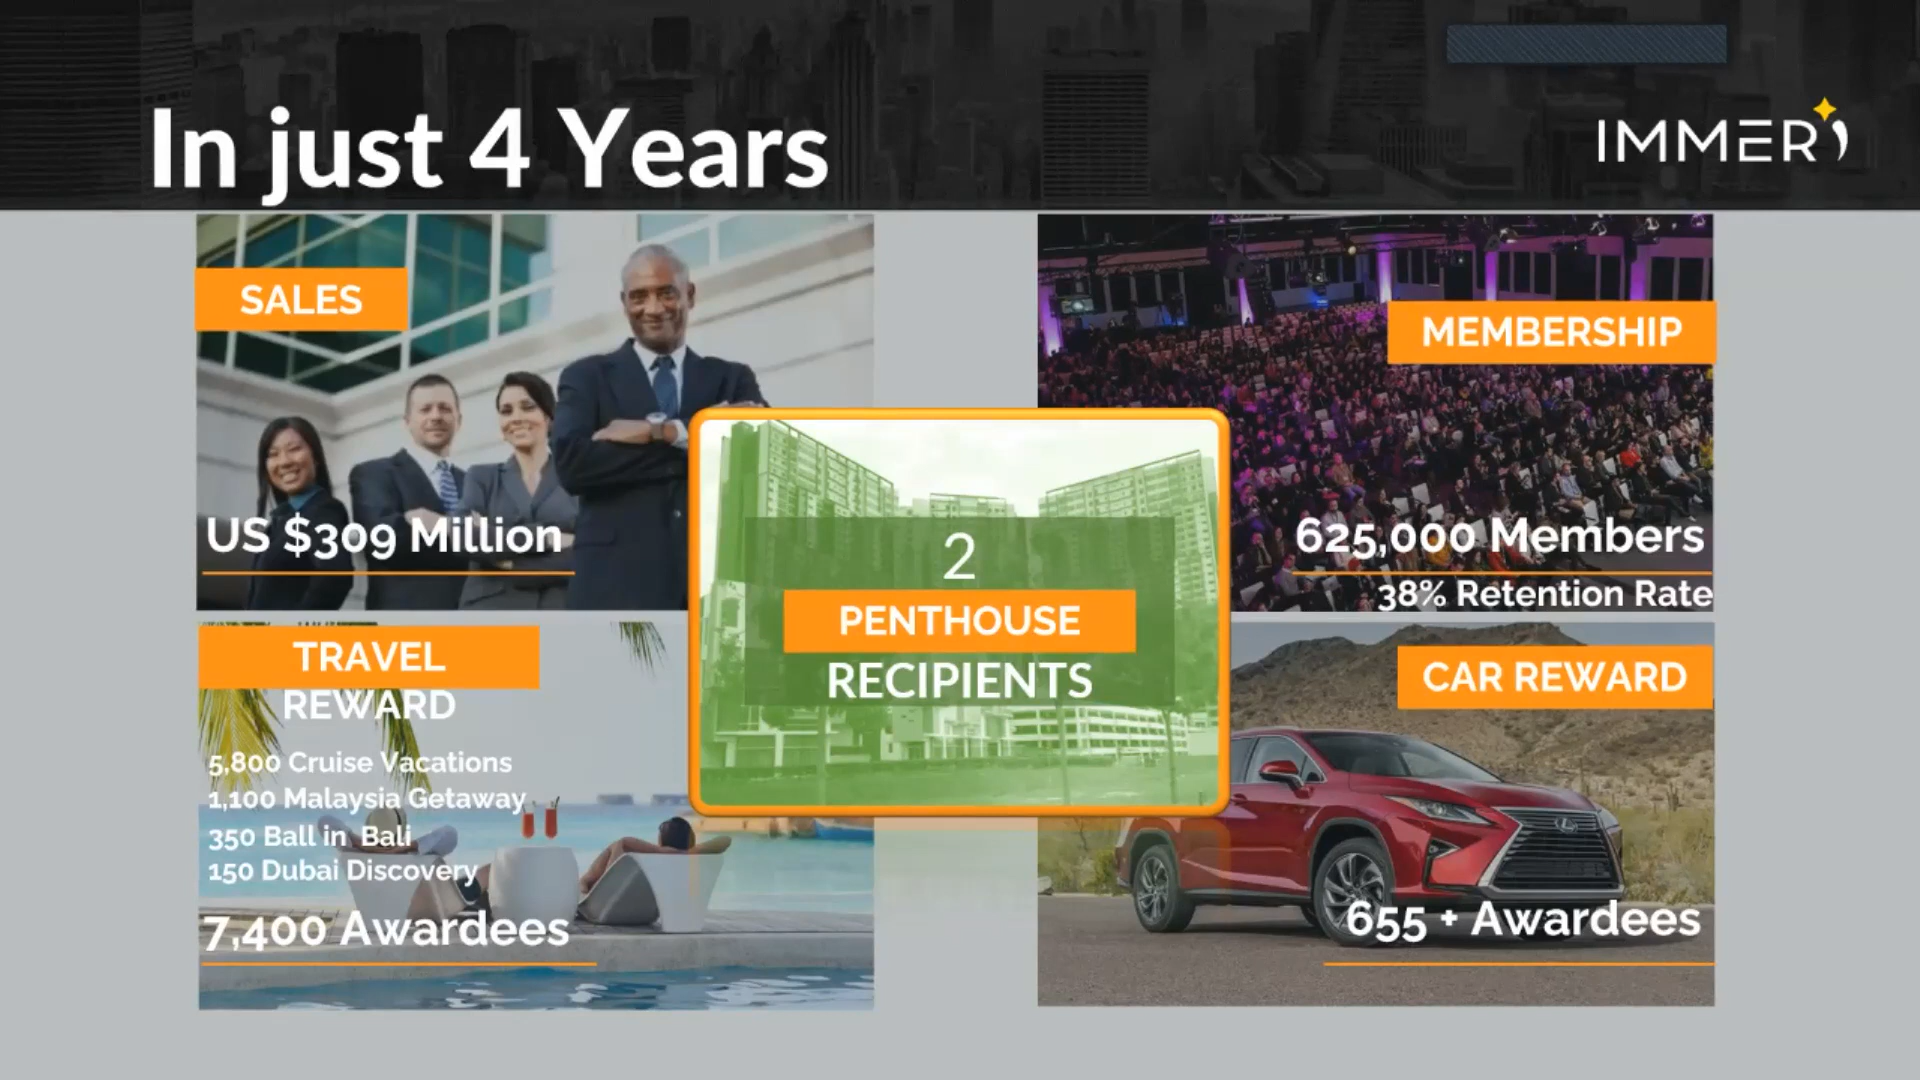 In just 4 Years
IMMERI
SALES
US $309 Million
MEMBERSHIP
625,000 Members
38% Retention Rate
2
PENTHOUSE
RECIPIENTS
TRAVEL
REWARD
5,800 Cruise Vacations
1,100 Malaysia Getaway
350 Ball in Bali
150 Dubai Discovery
7,400 Awardees
CAR REWARD
655 + Awardees